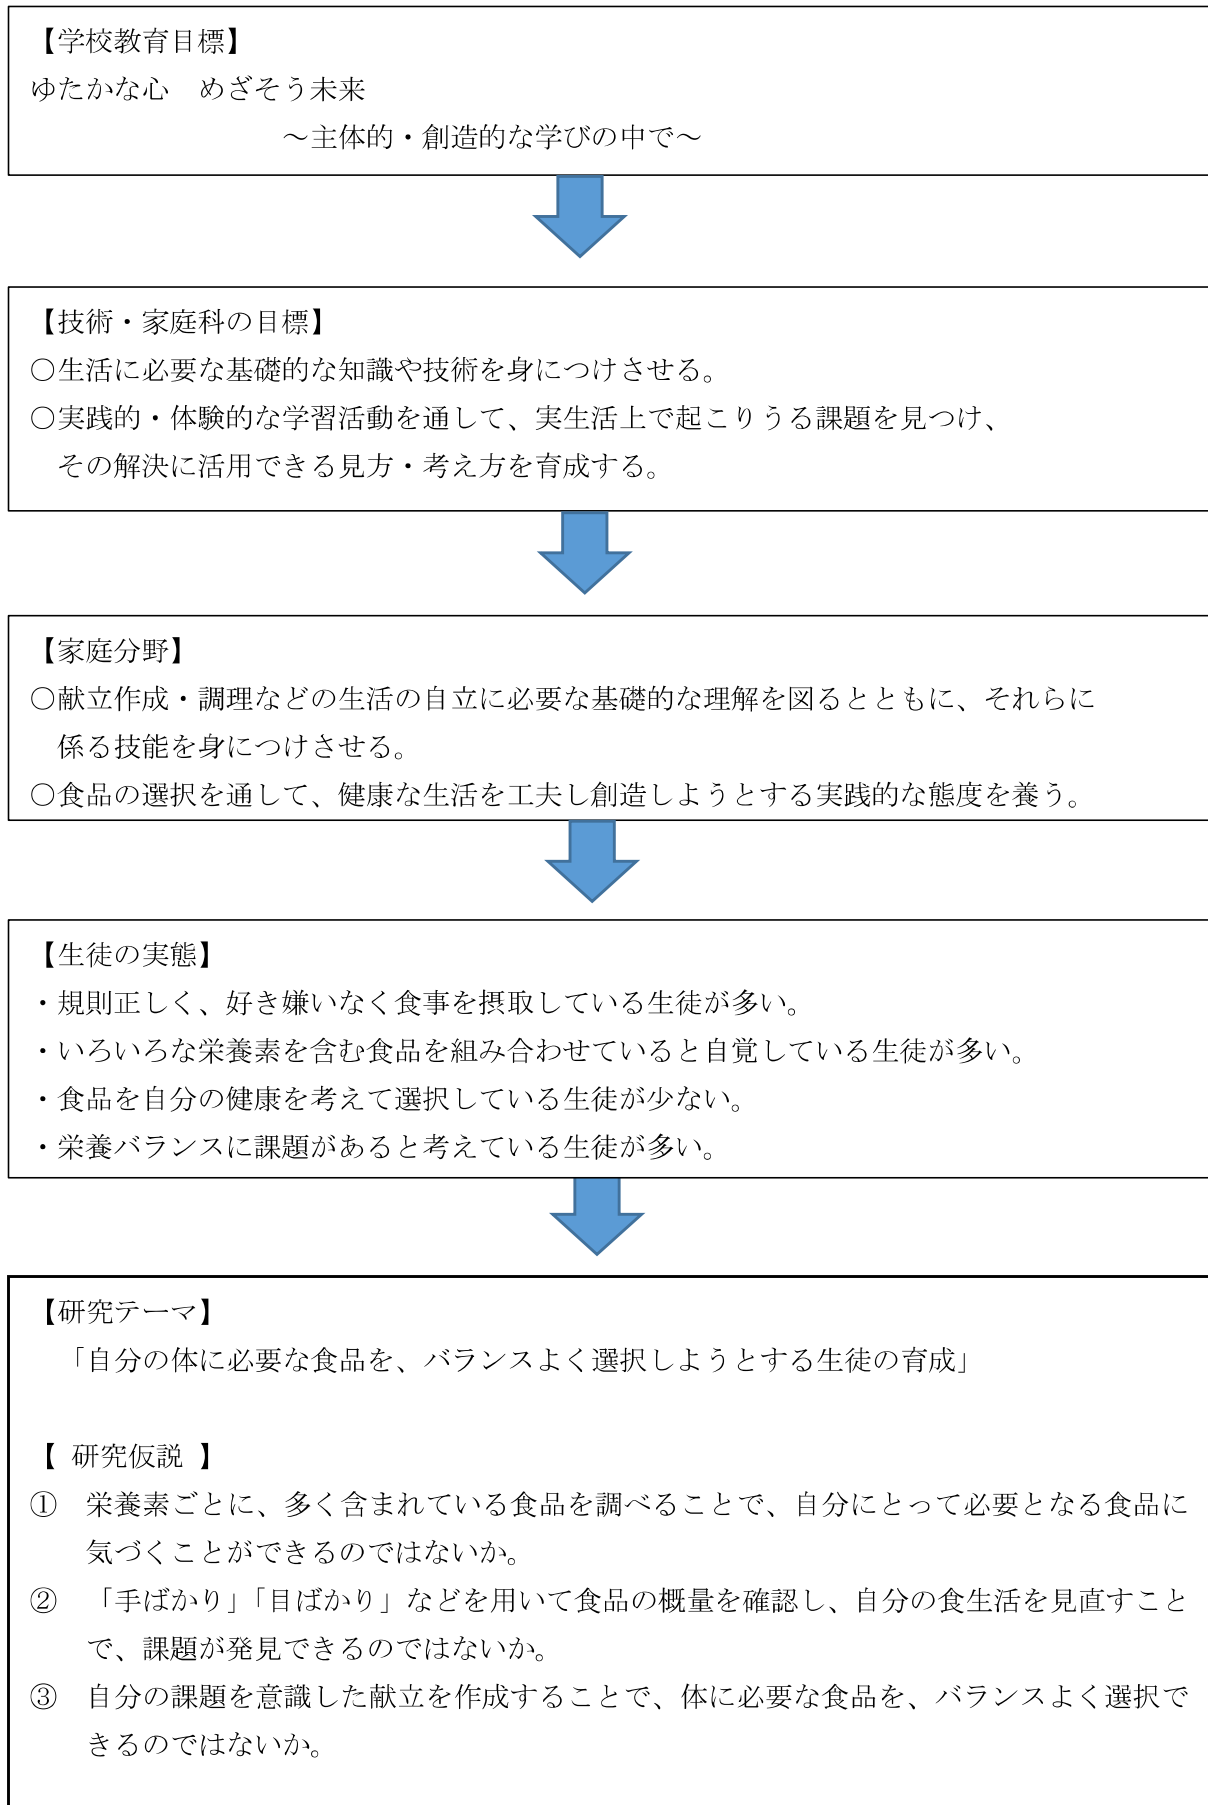 【学校教育目標】
ゆたかな心　めざそう未来
～主体的・創造的な学びの中で～
【技術・家庭科の目標】
○生活に必要な基礎的な知識や技術を身につけさせる。
○実践的・体験的な学習活動を通して、実生活上で起こりうる課題を見つけ、
その解決に活用できる見方・考え方を育成する。
【家庭分野】
○献立作成・調理などの生活の自立に必要な基礎的な理解を図るとともに、それらに
係る技能を身につけさせる。
○食品の選択を通して、健康な生活を工夫し創造しようとする実践的な態度を養う。
【生徒の実態】
・規則正しく、好き嫌いなく食事を摂取している生徒が多い。
・いろいろな栄養素を含む食品を組み合わせていると自覚している生徒が多い。
・食品を自分の健康を考えて選択している生徒が少ない。
・栄養バランスに課題があると考えている生徒が多い。
【研究テーマ】
「自分の体に必要な食品を、バランスよく選択しようとする生徒の育成」
【 研究仮説 】
①　栄養素ごとに、多く含まれている食品を調べることで、自分にとって必要となる食品に
気づくことができるのではないか。
②　「手ばかり」「目ばかり」などを用いて食品の概量を確認し、自分の食生活を見直すこと
で、課題が発見できるのではないか。
③　自分の課題を意識した献立を作成することで、体に必要な食品を、バランスよく選択で
きるのではないか。